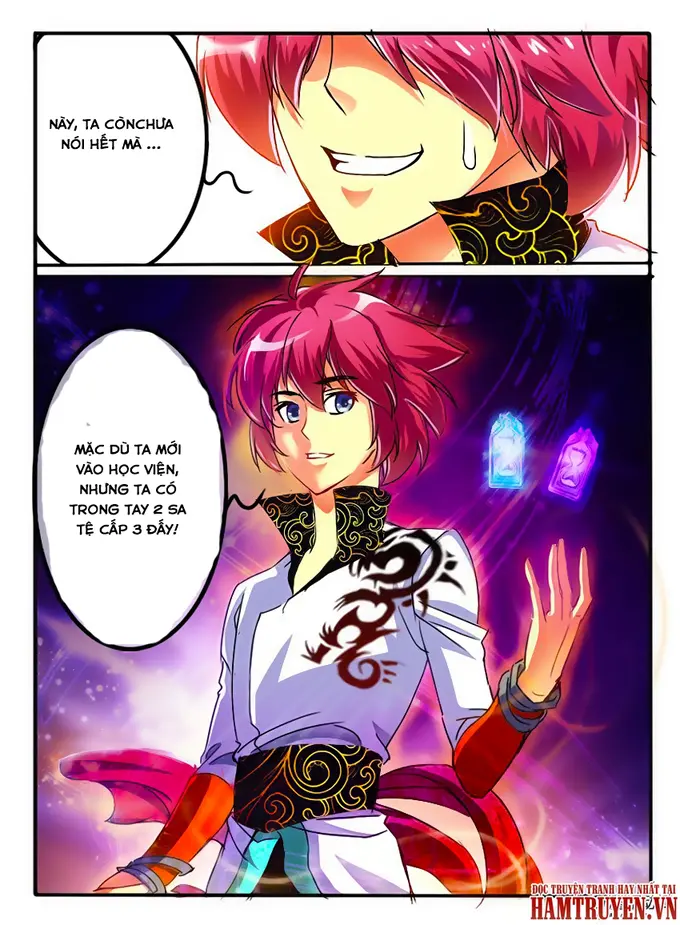 NÀY, TA CÒNCHƯA
NÓI HẾT MÀ ...
MẶC DÙ TA MỚI
VÀO HỌC VIỆN,
NHƯNG TA CÓ
TRONG TAY 2 SA
TỆ CẤP 3 ĐẤY!
ĐỌC TRUYỆN TRANH HAY NHẤT TẠI
HAMTRUYEN.VN